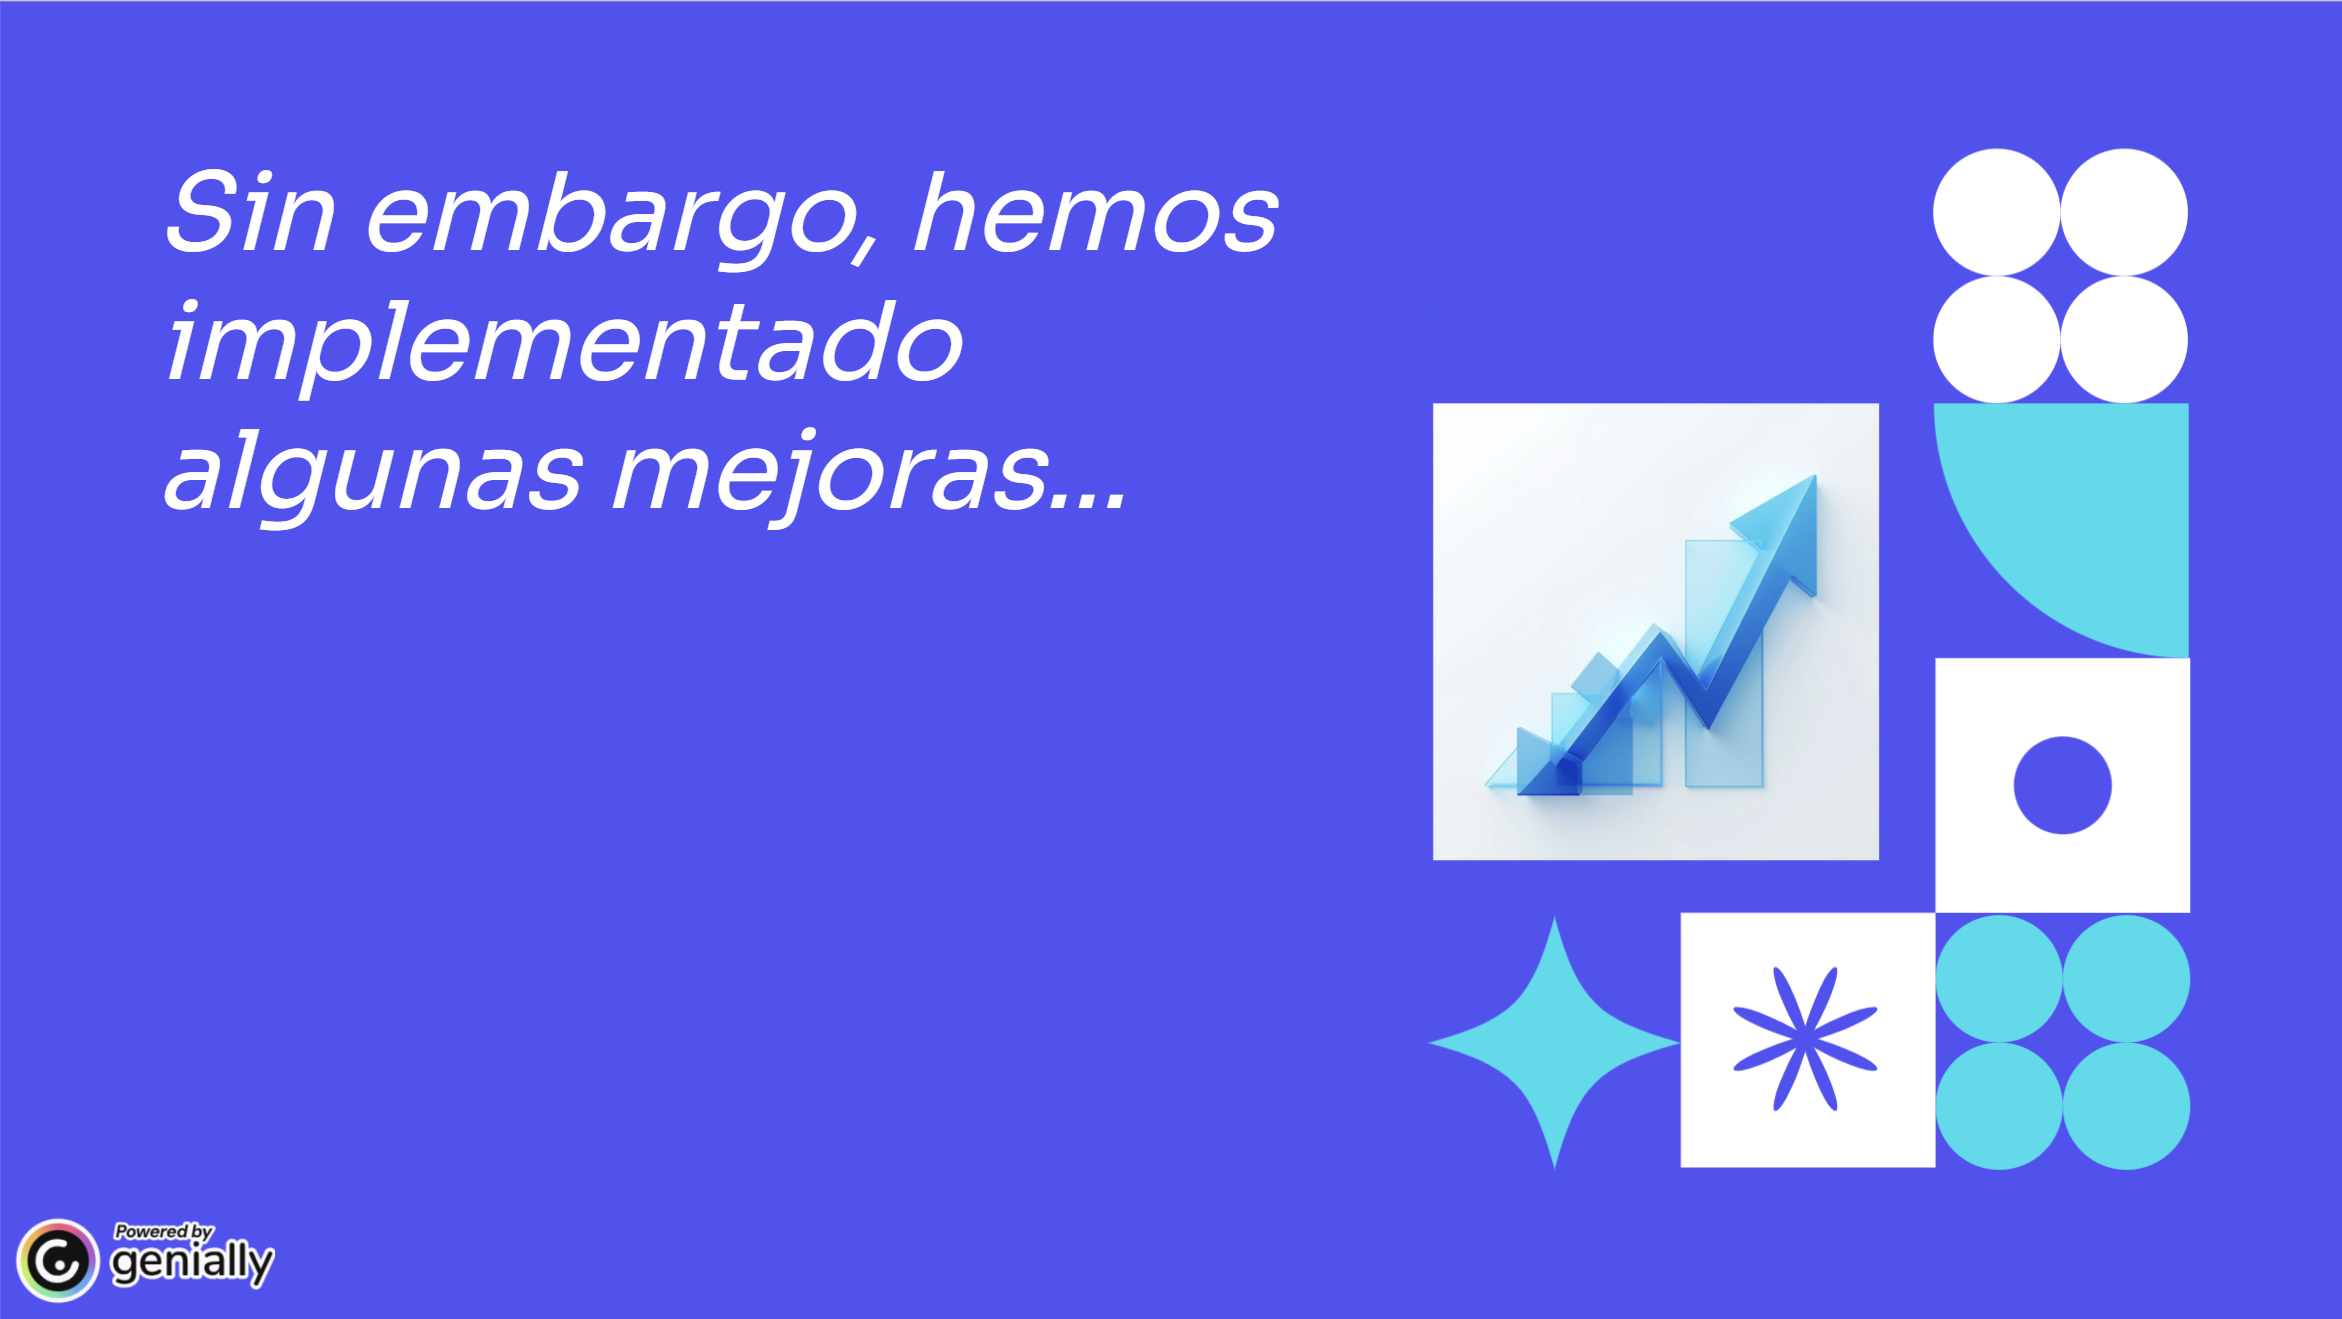 Sin embargo, hemos
implementado
algunas mejoras...
Powered by
genially